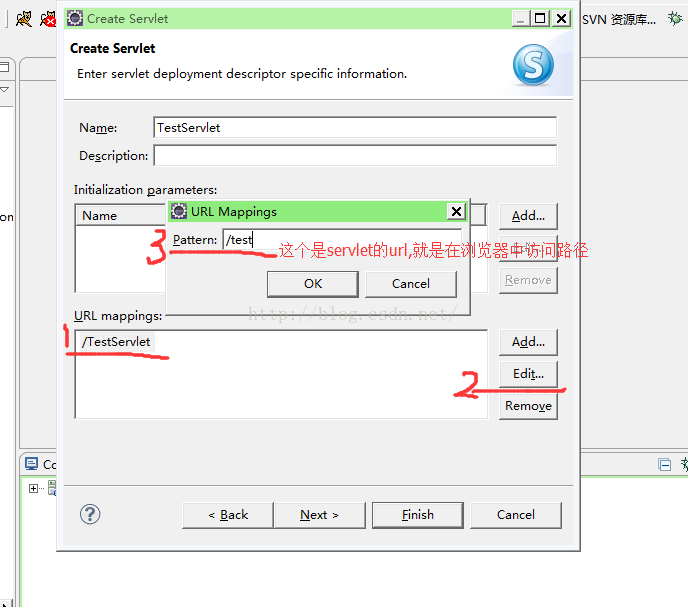 SVN 资源库...
Create Servlet
Create Servlet
Enter servlet deployment descriptor specific information.
S
Name:
TestServlet
Description:
Initialization parameters:
Name
Add...
Remove
URL Mappings
3
Pattern:
/test
这个是servlet的url,就是在浏览器中访问路径
OK
Cancel
http://blog.csdn.net/
URL mappings:
1
/TestServlet
Add...
Edit...
2
Remove
on
Co
?
< Back
Next >
Finish
Cancel